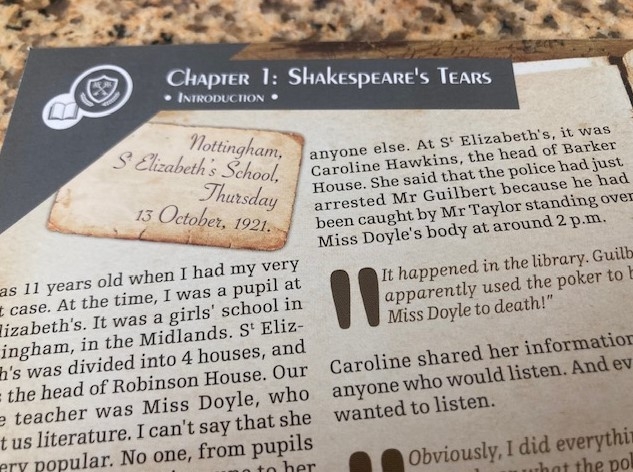 Chapter 1: Shakespeare's Tears
• Introduction •
Nottingham,
Sᵗ Elizabeth's School,
Thursday
13 October, 1921.
as 11 years old when I had my very
case. At the time, I was a pupil at
lizabeth's. It was a girls' school in
ingham, in the Midlands. Sᵗ Eliz-
h's was divided into 4 houses, and
the head of Robinson House. Our
teacher was Miss Doyle, who
t us literature. I can't say that she
ery popular. No one, from pupils
to her
anyone else. At Sᵗ Elizabeth's, it was
Caroline Hawkins, the head of Barker
House. She said that the police had just
arrested Mr Guilbert because he had
been caught by Mr Taylor standing over
Miss Doyle's body at around 2 p.m.
"It happened in the library. Guilb
apparently used the poker to h
Miss Doyle to death!"
Caroline shared her information
anyone who would listen. And ev
wanted to listen.
"Obviously, I did everythin